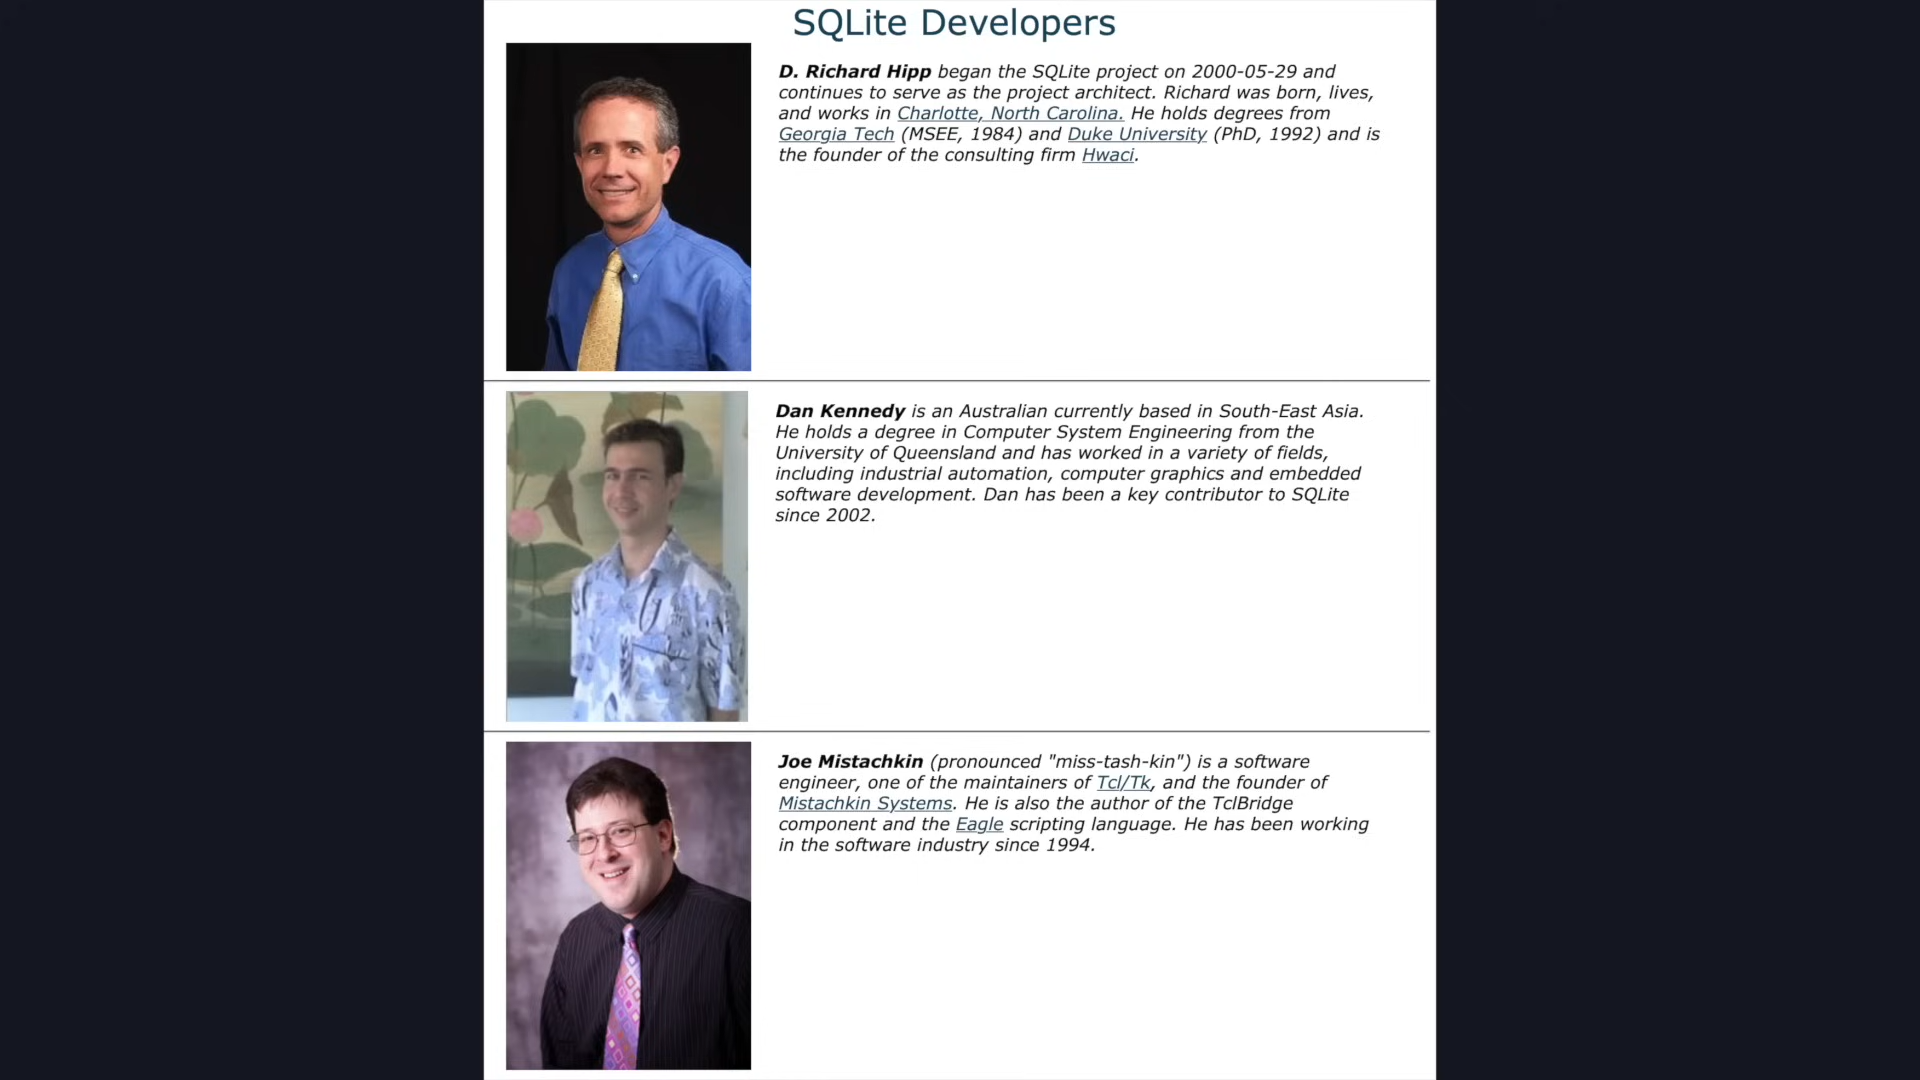 SQLite Developers
D. Richard Hipp began the SQLite project on 2000-05-29 and
continues to serve as the project architect. Richard was born, lives,
and works in Charlotte, North Carolina. He holds degrees from
Georgia Tech (MSEE, 1984) and Duke University (PhD, 1992) and is
the founder of the consulting firm Hwaci.
Dan Kennedy is an Australian currently based in South-East Asia.
He holds a degree in Computer System Engineering from the
University of Queensland and has worked in a variety of fields,
including industrial automation, computer graphics and embedded
software development. Dan has been a key contributor to SQLite
since 2002.
Joe Mistachkin (pronounced "miss-tash-kin") is a software
engineer, one of the maintainers of Tcl/Tk, and the founder of
Mistachkin Systems. He is also the author of the TclBridge
component and the Eagle scripting language. He has been working
in the software industry since 1994.